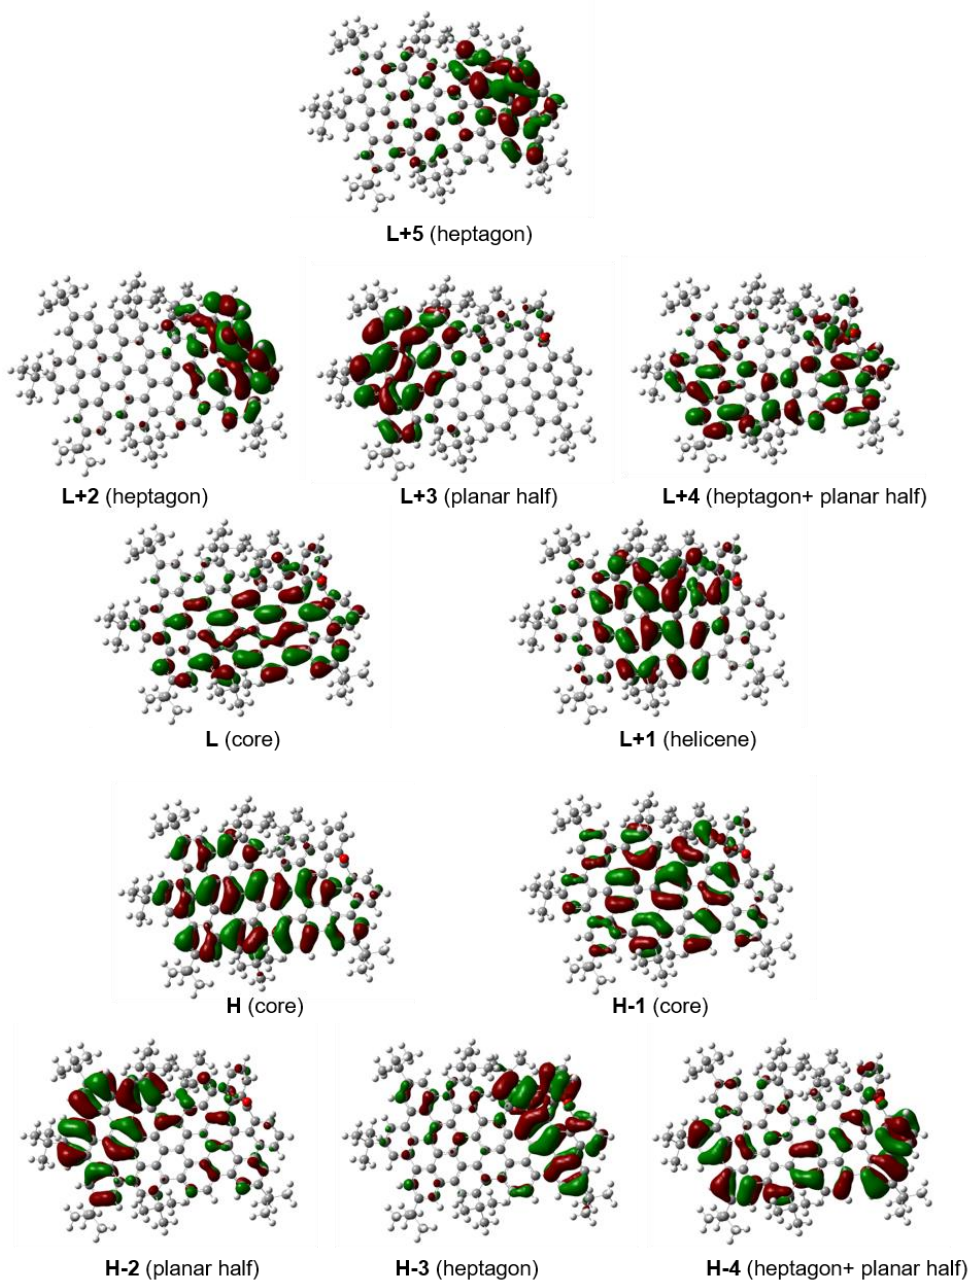 L+5 (heptagon)
L+2 (heptagon)
L+3 (planar half)
L+4 (heptagon+ planar half)
L (core)
L+1 (helicene)
H (core)
H-1 (core)
H-2 (planar half)
H-3 (heptagon)
H-4 (heptagon+ planar half)